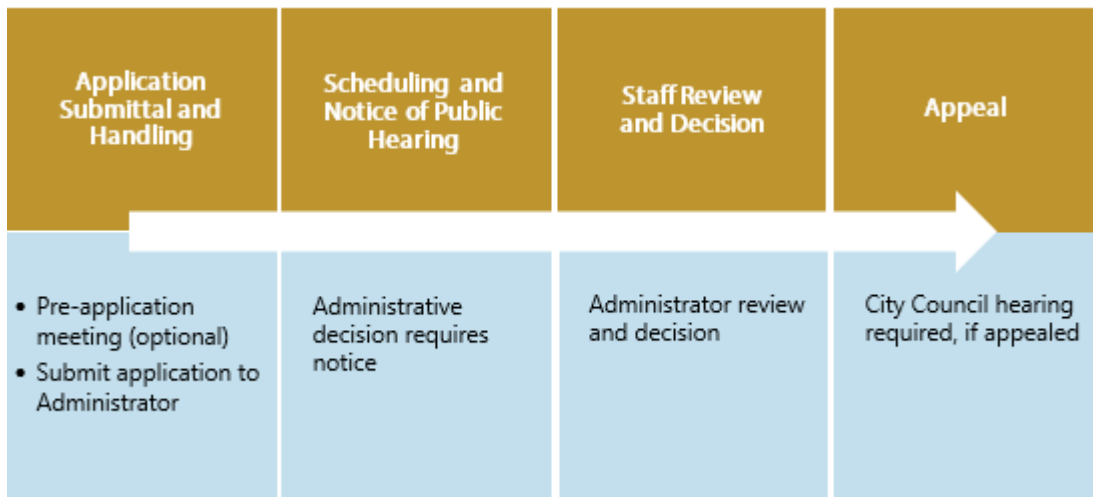 Application
Submittal and
Handling
Scheduling and
Notice of Public
Hearing
Staff Review
and Decision
Appeal
• Pre-application
meeting (optional)
• Submit application to
Administrator
Administrative
decision requires
notice
Administrator review
and decision
City Council hearing
required, if appealed